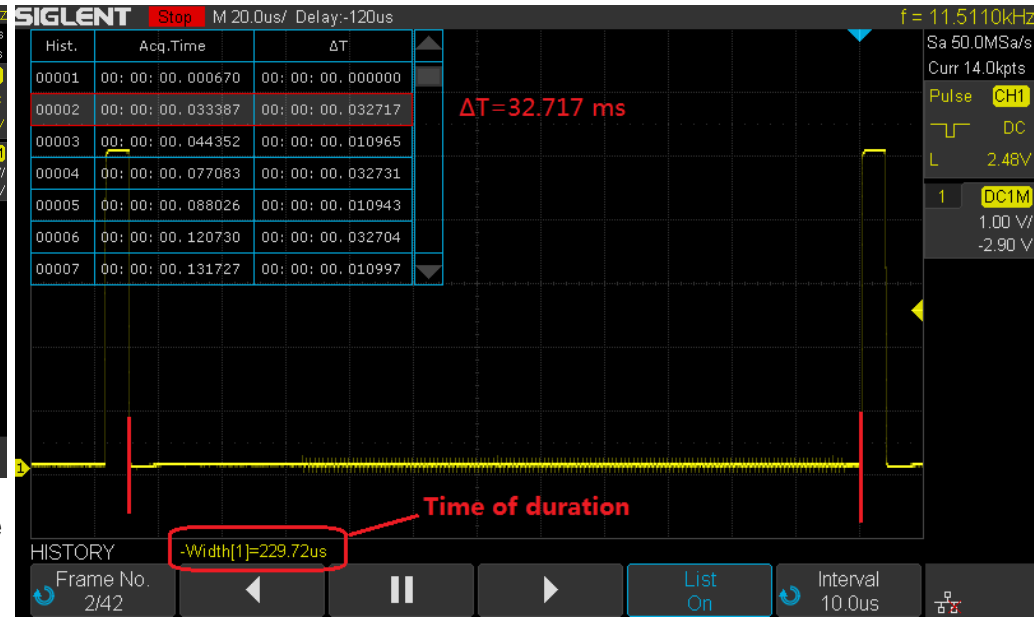 SIGLENT Stop M 20.0us/ Delay:-120us f = 11.5110kHz
Sa 50.0MSa/s
Curr 14.0kpts
Pulse CH1
DC
L 2.48V
1 DC1M
1.00 V/
-2.90 V
Hist. Acq.Time ΔT
00001 00: 00: 00. 000670 00: 00: 00. 000000
00002 00: 00: 00. 033387 00: 00: 00. 032717
00003 00: 00: 00. 044352 00: 00: 00. 010965
00004 00: 00: 00. 077083 00: 00: 00. 032731
00005 00: 00: 00. 088026 00: 00: 00. 010943
00006 00: 00: 00. 120730 00: 00: 00. 032704
00007 00: 00: 00. 131727 00: 00: 00. 010997
ΔT=32.717 ms
1
Time of duration
HISTORY -Width[1]=229.72us
Frame No.
2/42
List
On
Interval
10.0us